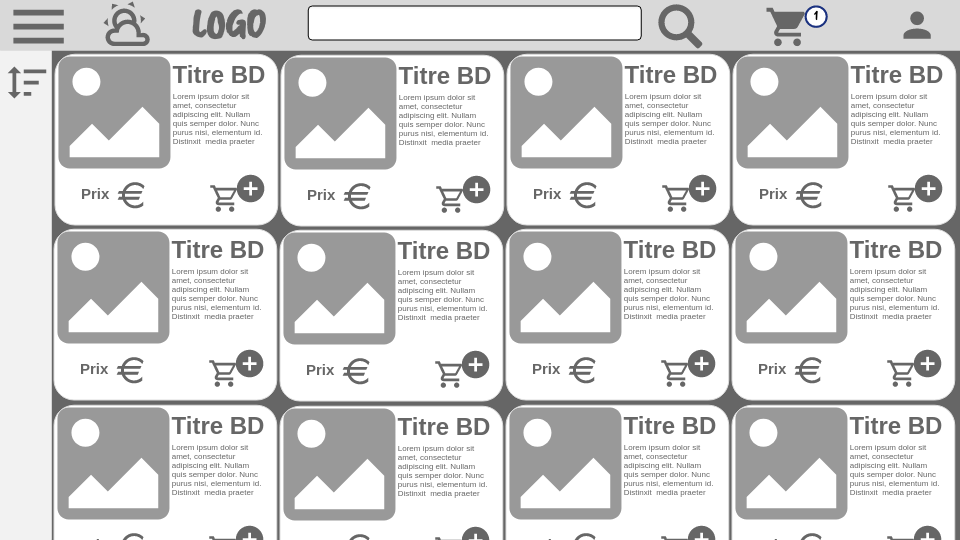 LOGO
1
Titre BD
Lorem ipsum dolor sit
amet, consectetur
adipiscing elit. Nullam
quis semper dolor. Nunc
purus nisi, elementum id.
Distinxit  media praeter
Prix €
Titre BD
Lorem ipsum dolor sit
amet, consectetur
adipiscing elit. Nullam
quis semper dolor. Nunc
purus nisi, elementum id.
Distinxit  media praeter
Prix €
Titre BD
Lorem ipsum dolor sit
amet, consectetur
adipiscing elit. Nullam
quis semper dolor. Nunc
purus nisi, elementum id.
Distinxit  media praeter
Prix €
Titre BD
Lorem ipsum dolor sit
amet, consectetur
adipiscing elit. Nullam
quis semper dolor. Nunc
purus nisi, elementum id.
Distinxit  media praeter
Prix €
Titre BD
Lorem ipsum dolor sit
amet, consectetur
adipiscing elit. Nullam
quis semper dolor. Nunc
purus nisi, elementum id.
Distinxit  media praeter
Prix €
Titre BD
Lorem ipsum dolor sit
amet, consectetur
adipiscing elit. Nullam
quis semper dolor. Nunc
purus nisi, elementum id.
Distinxit  media praeter
Prix €
Titre BD
Lorem ipsum dolor sit
amet, consectetur
adipiscing elit. Nullam
quis semper dolor. Nunc
purus nisi, elementum id.
Distinxit  media praeter
Prix €
Titre BD
Lorem ipsum dolor sit
amet, consectetur
adipiscing elit. Nullam
quis semper dolor. Nunc
purus nisi, elementum id.
Distinxit  media praeter
Prix €
Titre BD
Lorem ipsum dolor sit
amet, consectetur
adipiscing elit. Nullam
quis semper dolor. Nunc
purus nisi, elementum id.
Distinxit  media praeter
Titre BD
Lorem ipsum dolor sit
amet, consectetur
adipiscing elit. Nullam
quis semper dolor. Nunc
purus nisi, elementum id.
Distinxit  media praeter
Titre BD
Lorem ipsum dolor sit
amet, consectetur
adipiscing elit. Nullam
quis semper dolor. Nunc
purus nisi, elementum id.
Distinxit  media praeter
Titre BD
Lorem ipsum dolor sit
amet, consectetur
adipiscing elit. Nullam
quis semper dolor. Nunc
purus nisi, elementum id.
Distinxit  media praeter